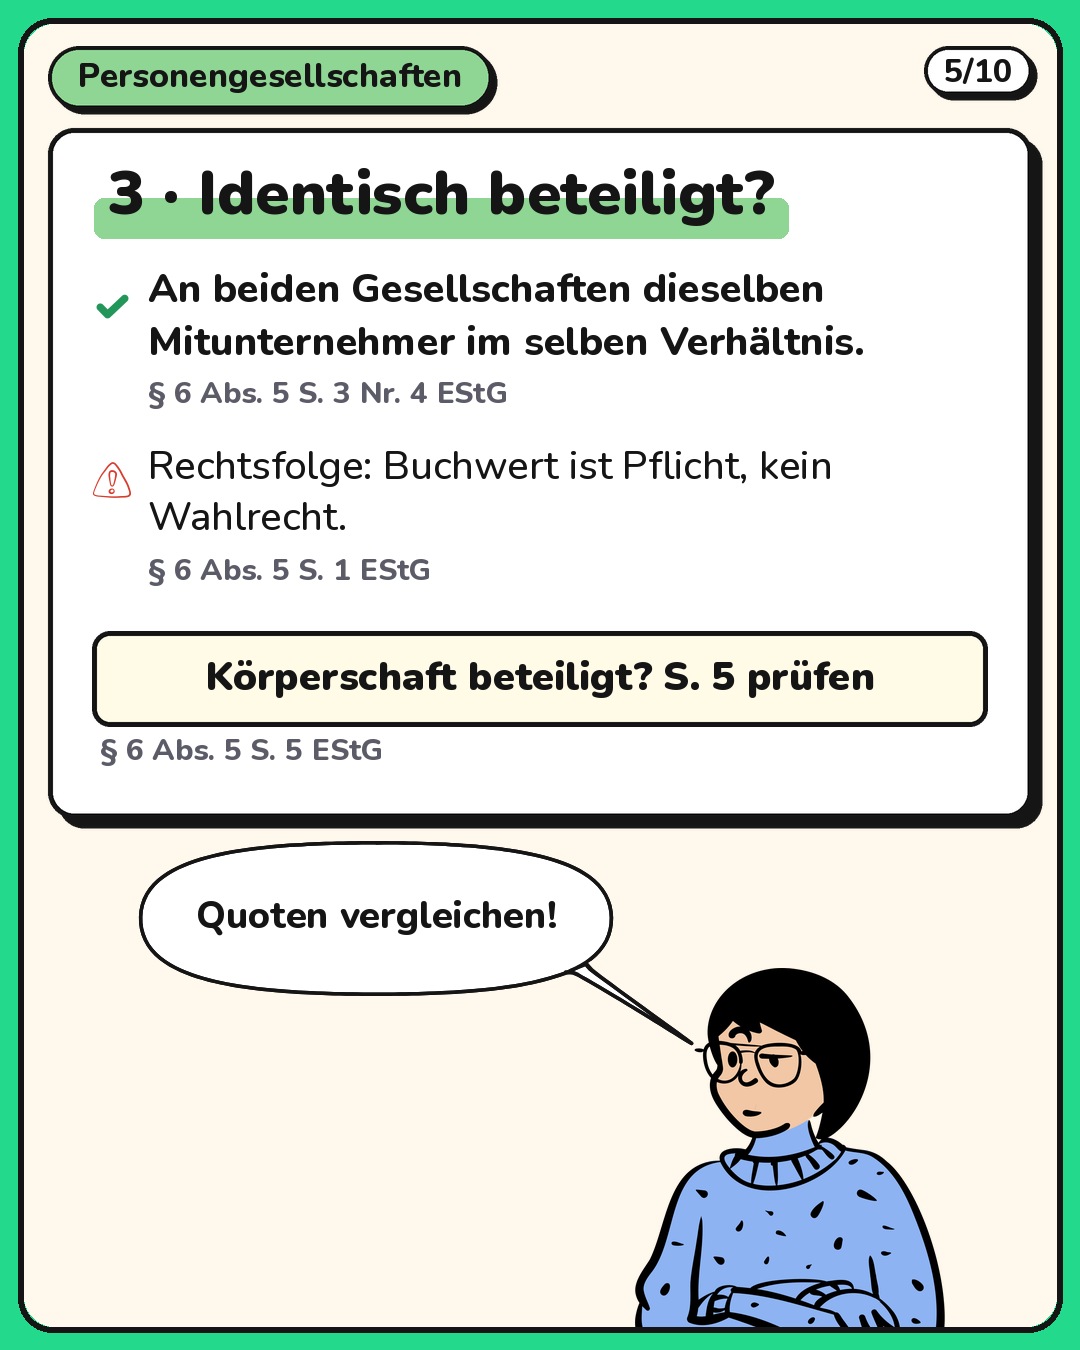 Personengesellschaften
5/10
3 · Identisch beteiligt?
An beiden Gesellschaften dieselben
Mitunternehmer im selben Verhältnis.
§ 6 Abs. 5 S. 3 Nr. 4 EStG
Rechtsfolge: Buchwert ist Pflicht, kein
Wahlrecht.
§ 6 Abs. 5 S. 1 EStG
Körperschaft beteiligt? S. 5 prüfen
§ 6 Abs. 5 S. 5 EStG
Quoten vergleichen!